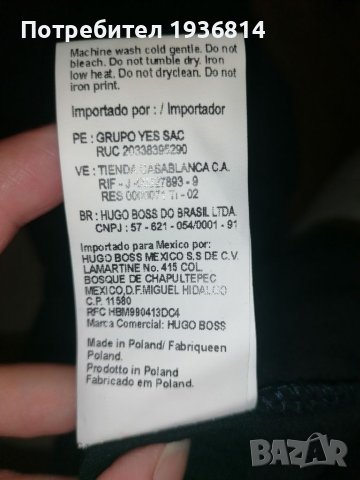 Потребител 1936814
Machine wash cold gentle. Do not
bleach. Do not tumble dry. Iron
low heat. Do not dryclean. Do not
iron print.
Importado por : / Importador
PE : GRUPO YES SAC
RUC 20338395290
VE : TIENDA CASABLANCA C.A.
RIF - J
RES
BR : HUGO BOSS DO BRASIL LTDA.
CNPJ : 57 - 621 - 054/0001 - 91
Importado para Mexico por:
HUGO BOSS MEXICO S.S DE C.V.
LAMARTINE No. 415 COL.
BOSQUE DE CHAPULTEPEC
MEXICO,D.F.MIGUEL HIDALGO
C.P. 11580
RFC HBM990413DC4
Marca Comercial: HUGO BOSS
Made in Poland/ Fabriqueen
Poland.
Prodotto in Poland
Fabricado em Poland.
BAZAR